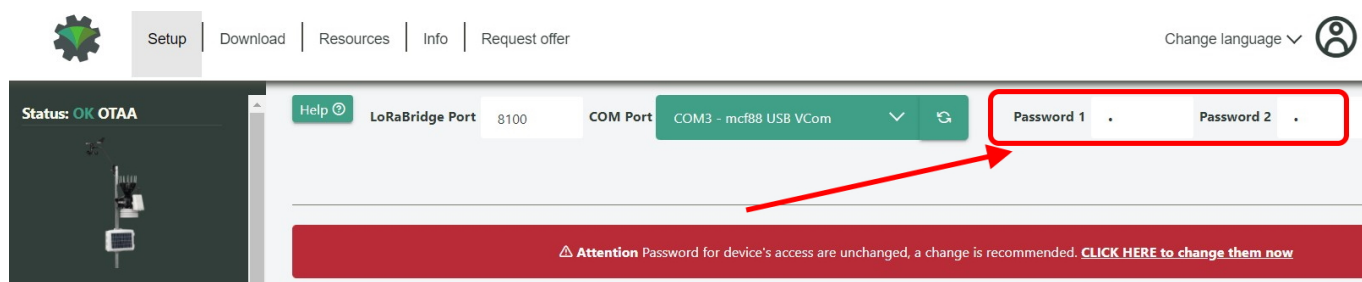 Setup Download Resources Info Request offer Change language
Status: OK OTAA
Help LoRaBridge Port 8100 COM Port COM3 - mcf88 USB VCom Password 1 Password 2
Attention Password for device's access are unchanged, a change is recommended. CLICK HERE to change them now